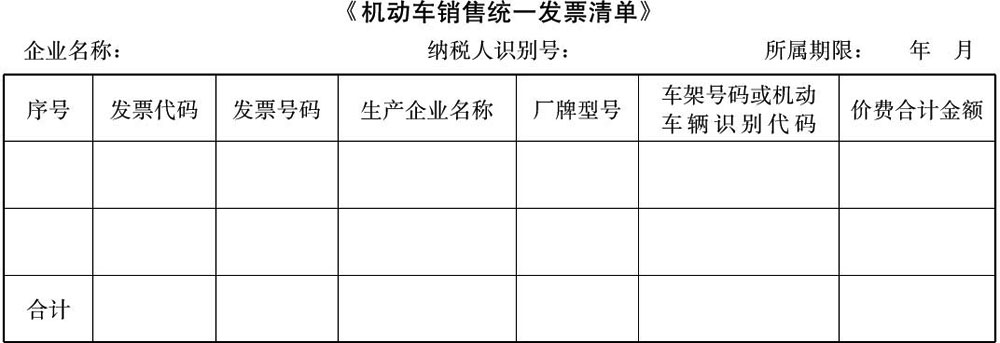 《机动车销售统一发票清单》
企业名称： 纳税人识别号： 所属期限： 年 月
序号 发票代码 发票号码 生产企业名称 厂牌型号 车架号码或机动 价费合计金额
车辆识别代码
合计